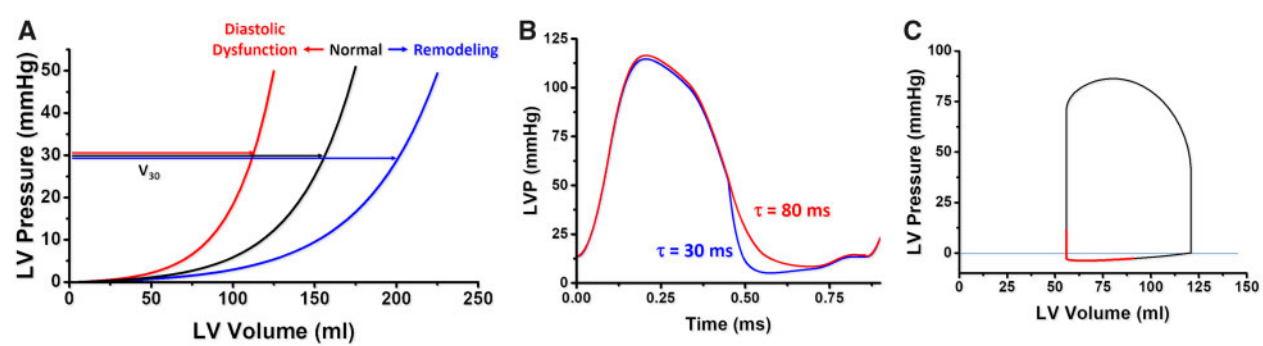 A
Diastolic
Dysfunction
Normal
Remodeling
LV Pressure (mmHg)
50
40
30
20
10
0
V30
0
50
100
150
200
250
LV Volume (ml)
B
LVP (mmHg)
125
100
75
50
25
0
τ = 80 ms
τ = 30 ms
0.00
0.25
0.50
0.75
Time (ms)
C
LV Pressure (mmHg)
100
75
50
25
0
0
25
50
75
100
125
150
LV Volume (ml)